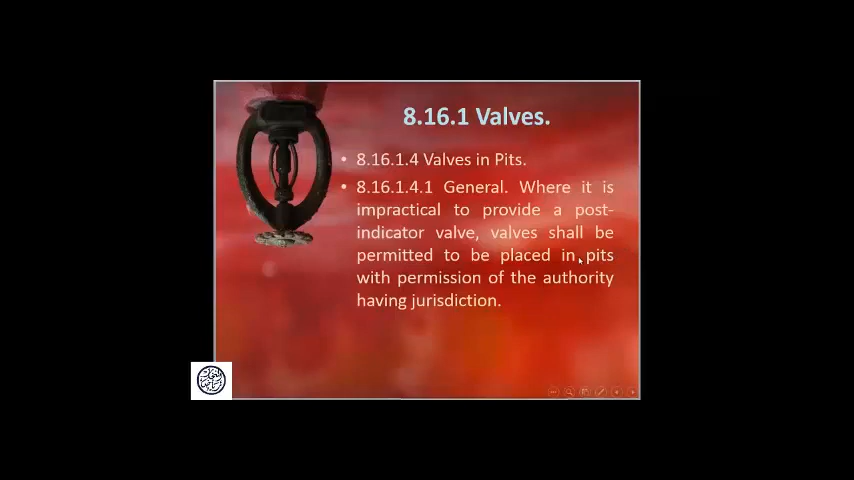 8.16.1 Valves.
• 8.16.1.4 Valves in Pits.
• 8.16.1.4.1 General. Where it is
impractical to provide a post-
indicator valve, valves shall be
permitted to be placed in pits
with permission of the authority
having jurisdiction.